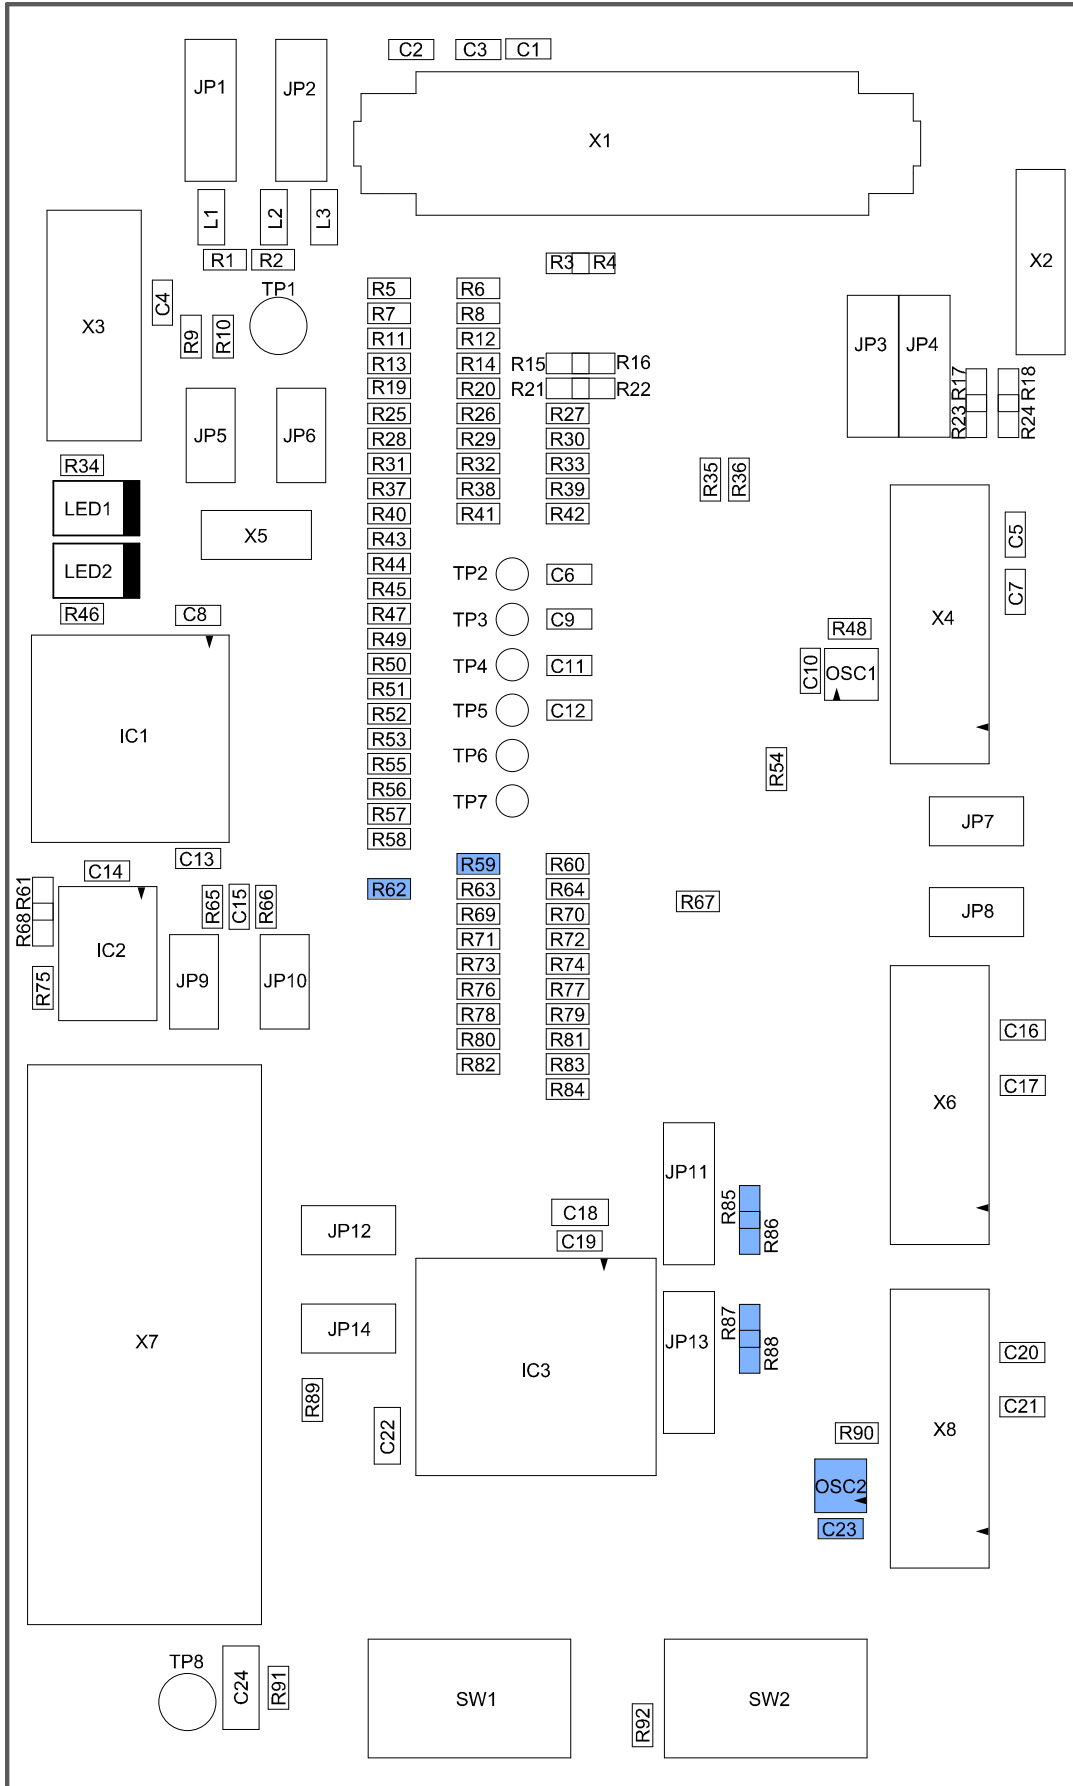 C2 C3 C1
JP1 JP2
X1
L1 L2 L3
R1 R2 R3 R4
X2
TP1
R5 R6
C4
R7 R8
X3
R9 R10
R11 R12
JP3 JP4
R13 R14 R15 R16
R17 R18
R19 R20 R21 R22
R25 R26 R27
R23 R24
JP5 JP6
R28 R29 R30
R34
R31 R32 R33
R35 R36
R37 R38 R39
LED1
R40 R41 R42
X5
R43
C5
LED2
R44
TP2 C6
R45
C7
R46 C8
R47
TP3 C9
X4
R48
R49
R50
TP4 C11
C10 OSC1
R51
R52
TP5 C12
IC1
R53
TP6
R55
R54
R56
TP7
R57
JP7
R58
C13
R59 R60
C14
R61
R62 R63 R64
R65 C15 R66
R67
R68
R69 R70
JP8
R71 R72
IC2
R73 R74
JP9 JP10
R75
R76 R77
R78 R79
C16
R80 R81
R82 R83
R84
C17
X6
JP11
R85
R86
C18
JP12
C19
X7
JP14
R87
R88
JP13
C20
IC3
R89
C21
C22
R90
X8
OSC2
C23
TP8
C24
R91
SW1 SW2
R92